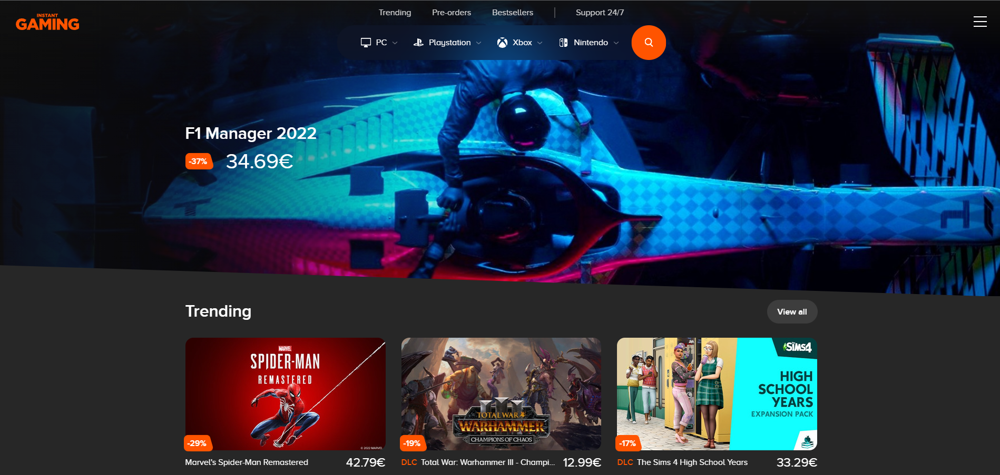 INSTANT
GAMING
Trending
Pre-orders
Bestsellers
Support 24/7
PC
Playstation
Xbox
Nintendo
F1 Manager 2022
-37%
34.69€
Trending
View all
MARVEL
SPIDER-MAN
REMASTERED
© 2022 MARVEL
-29%
Marvel's Spider-Man Remastered
42.79€
TOTAL WAR
WARHAMMER
CHAMPIONS OF CHAOS
-19%
DLC Total War: Warhammer III - Champi...
12.99€
The SIMS 4
HIGH
SCHOOL
YEARS
EXPANSION PACK
-17%
DLC The Sims 4 High School Years
33.29€